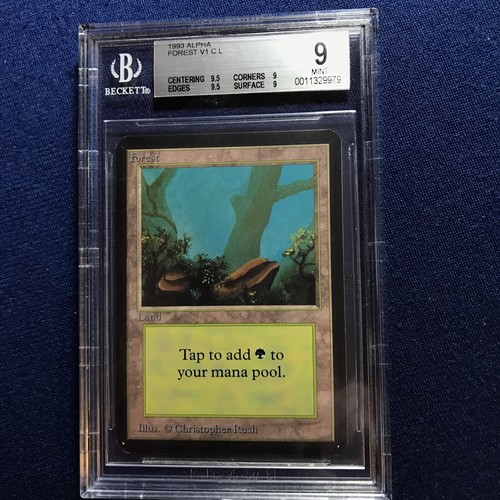 1993 ALPHA
FOREST V1 C L
CENTERING 9.5 CORNERS 9
EDGES 9.5 SURFACE 9
9
MINT
0011329979
B
BECKETT®
Forest
Land
Tap to add to
your mana pool.
Illus. © Christopher Rush